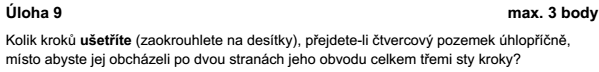 Úloha 9 max. 3 body
Kolik kroků ušetříte (zaokrouhlete na desítky), přejdete-li čtvercový pozemek úhlopříčně,
místo abyste jej obcházeli po dvou stranách jeho obvodu celkem třemi sty kroky?